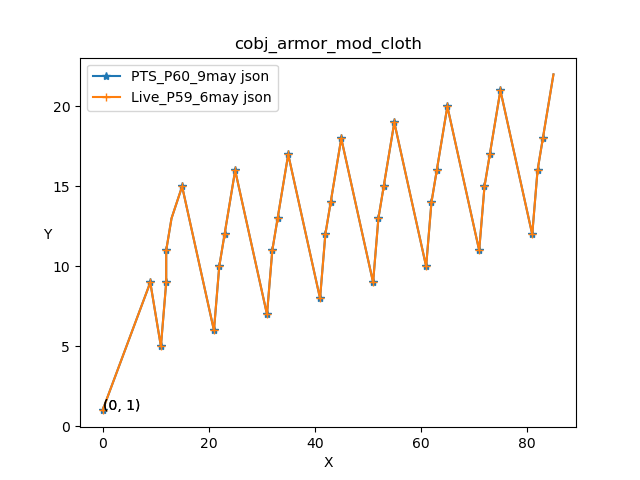 cobj_armor_mod_cloth
PTS_P60_9may json
Live_P59_6may json
20
15
Y
10
5
(0, 1)
0
0 20 40 60 80
X